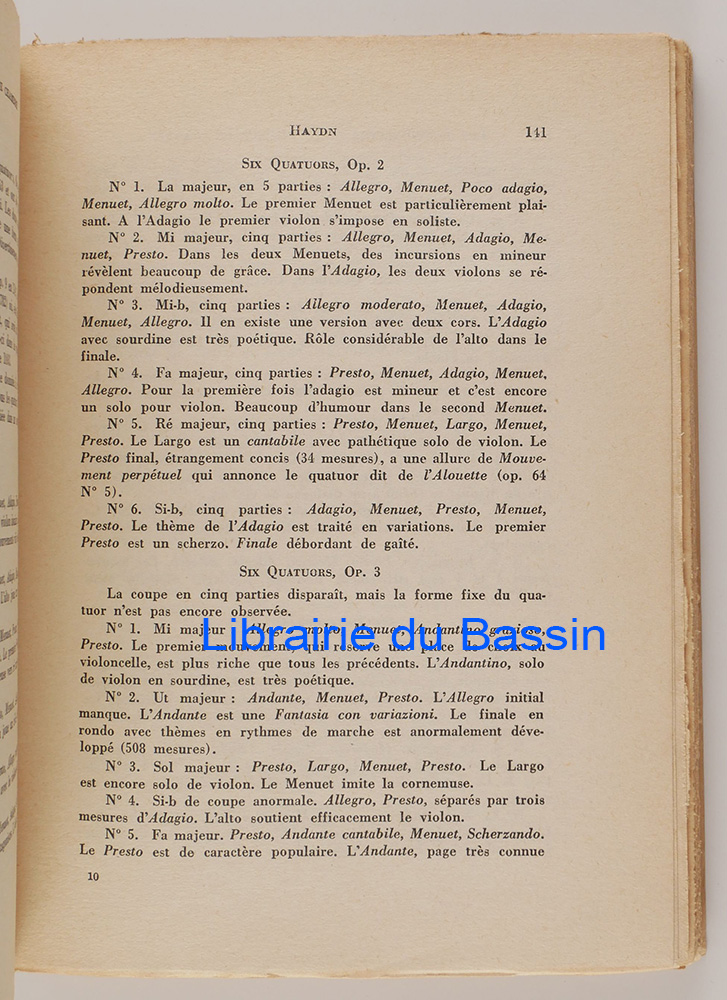 HAYDN 141
SIX QUATUORS, Op. 2
N° 1. La majeur, en 5 parties : Allegro, Menuet, Poco adagio,
Menuet, Allegro molto. Le premier Menuet est particulièrement plai-
sant. A l'Adagio le premier violon s'impose en soliste.
N° 2. Mi majeur, cinq parties : Allegro, Menuet, Adagio, Me-
nuet, Presto. Dans les deux Menuets, des incursions en mineur
révèlent beaucoup de grâce. Dans l'Adagio, les deux violons se ré-
pondent mélodieusement.
N° 3. Mi-b, cinq parties : Allegro moderato, Menuet, Adagio,
Menuet, Allegro. Il en existe une version avec deux cors. L'Adagio
avec sourdine est très poétique. Rôle considérable de l'alto dans le
finale.
N° 4. Fa majeur, cinq parties : Presto, Menuet, Adagio, Menuet,
Allegro. Pour la première fois l'adagio est mineur et c'est encore
un solo pour violon. Beaucoup d'humour dans le second Menuet.
N° 5. Ré majeur, cinq parties : Presto, Menuet, Largo, Menuet,
Presto. Le Largo est un cantabile avec pathétique solo de violon. Le
Presto final, étrangement concis (34 mesures), a une allure de Mouve-
ment perpétuel qui annonce le quatuor dit de l'Alouette (op. 64
N° 5).
N° 6. Si-b, cinq parties : Adagio, Menuet, Presto, Menuet,
Presto. Le thème de l'Adagio est traité en variations. Le premier
Presto est un scherzo. Finale débordant de gaîté.
SIX QUATUORS, OP. 3
La coupe en cinq parties disparaît, mais la forme fixe du qua-
tuor n'est pas encore observée.
N° 1. Mi majeur : Allegro molto, Menuet, Andantino grazioso,
Librairie du Bassin
Presto. Le premier mouvement, qui réserve une place de choix au
violoncelle, est plus riche que tous les précédents. L'Andantino, solo
de violon en sourdine, est très poétique.
N° 2. Ut majeur : Andante, Menuet, Presto. L'Allegro initial
manque. L'Andante est une Fantasia con variazioni. Le finale en
rondo avec thèmes en rythmes de marche est anormalement déve-
loppé (508 mesures).
N° 3. Sol majeur : Presto, Largo, Menuet, Presto. Le Largo
est encore solo de violon. Le Menuet imite la cornemuse.
N° 4. Si-b de coupe anormale. Allegro, Presto, séparés par trois
mesures d'Adagio. L'alto soutient efficacement le violon.
N° 5. Fa majeur. Presto, Andante cantabile, Menuet, Scherzando.
Le Presto est de caractère populaire. L'Andante, page très connue
10